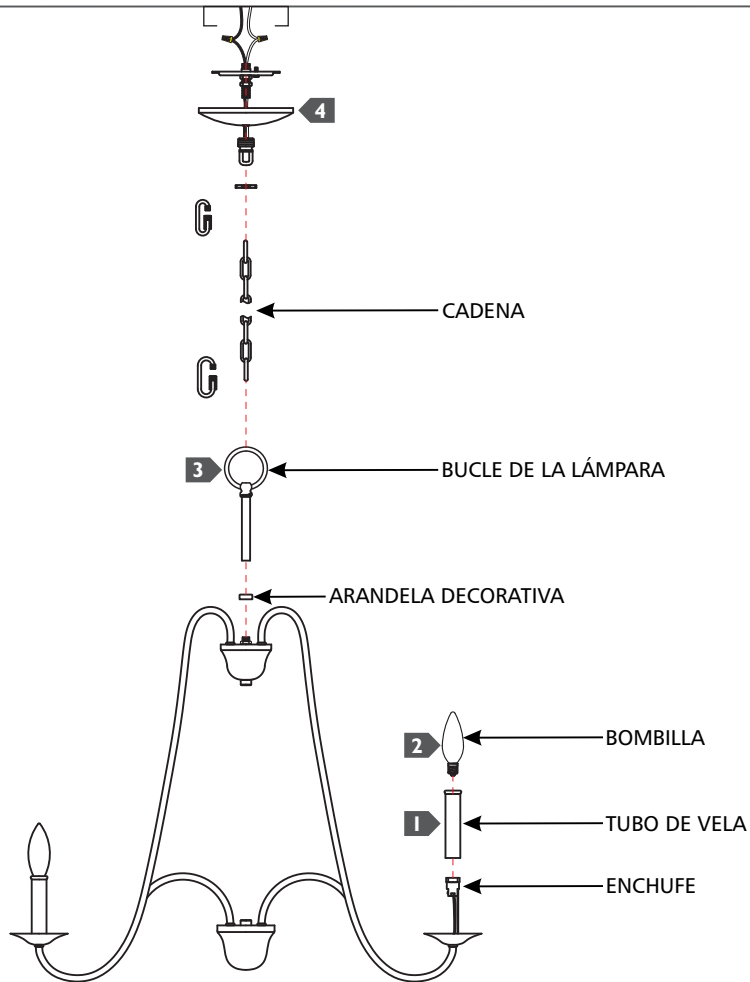 4
CADENA
3
BUCLE DE LA LÁMPARA
ARANDELA DECORATIVA
2
BOMBILLA
1
TUBO DE VELA
ENCHUFE